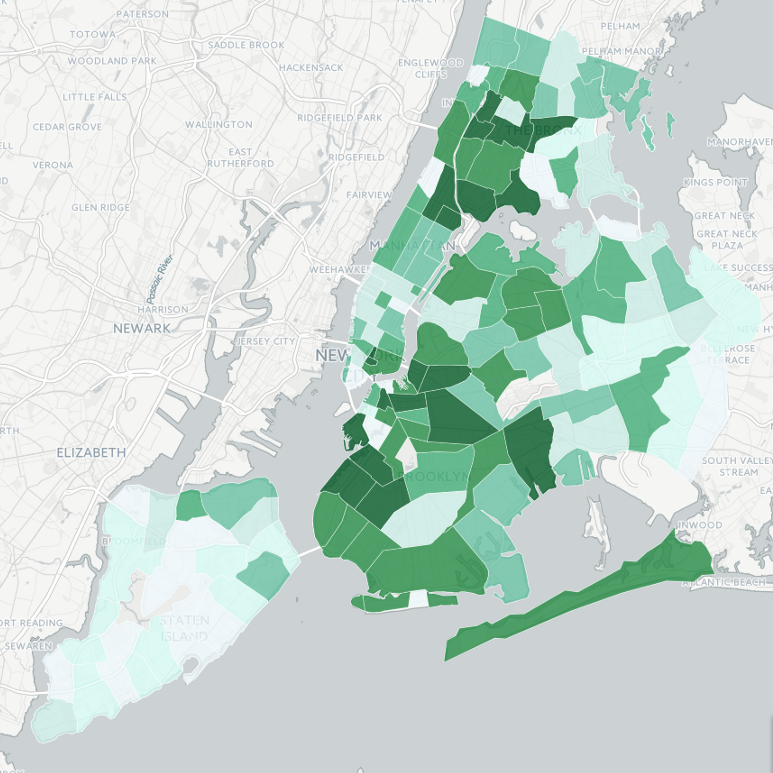 PATERSON
PELHAM
TOTOWA
SADDLE BROOK
PELHAM MANOR
WOODLAND PARK
HACKENSACK
ENGLEWOOD
CLIFFS
LITTLE FALLS
RIDGEFIELD PARK
CEDAR GROVE
WALLINGTON
THE BRONX
MANORHAVEN
EAST
RUTHERFORD
RIDGEFIELD
VERONA
KINGS POINT
FAIRVIEW
GLEN RIDGE
GREAT NECK
GREAT NECK
PLAZA
MANHATTAN
Passaic River
WEEHAWKEN
LAKE SUCCESS
HARRISON
NEWARK
JERSEY CITY
NEW YORK
CITY
BELLEROSE
TERRACE
ELIZABETH
SOUTH VALLEY
STREAM
BROOKLYN
INWOOD
BLOOMFIELD
ATLANTIC BEACH
STATEN
ISLAND
PORT READING
SEWAREN